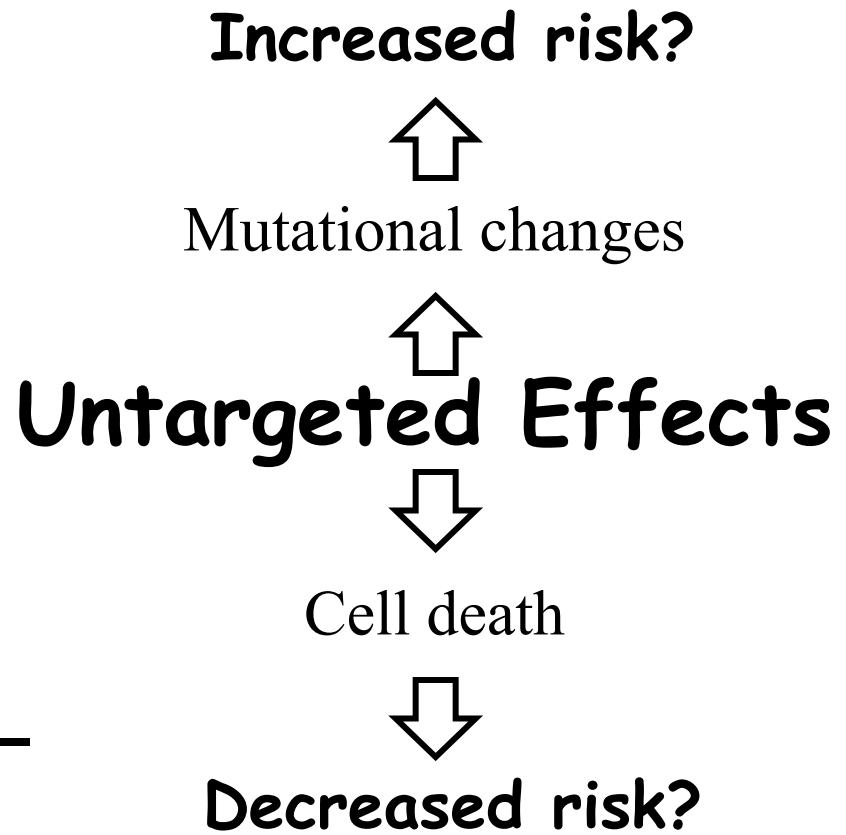 Increased risk?
Mutational changes
Untargeted Effects
Cell death
Decreased risk?